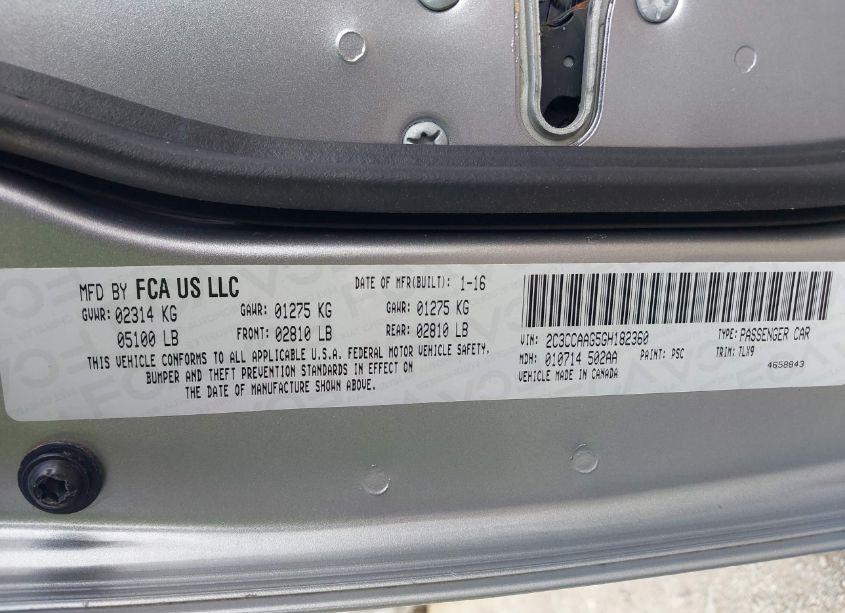 MFD BY FCA US LLC DATE OF MFR(BUILT): 1-16
GVWR: 02314 KG GAWR: 01275 KG GAWR: 01275 KG
05100 LB FRONT: 02810 LB REAR: 02810 LB
THIS VEHICLE CONFORMS TO ALL APPLICABLE U.S.A. FEDERAL MOTOR VEHICLE SAFETY,
BUMPER AND THEFT PREVENTION STANDARDS IN EFFECT ON
THE DATE OF MANUFACTURE SHOWN ABOVE.
VIN: 2C3CCAAG5GH182360 TYPE: PASSENGER CAR
MDH: 010714 502AA PAINT: PSC TRIM: TLX9
VEHICLE MADE IN CANADA 4658843